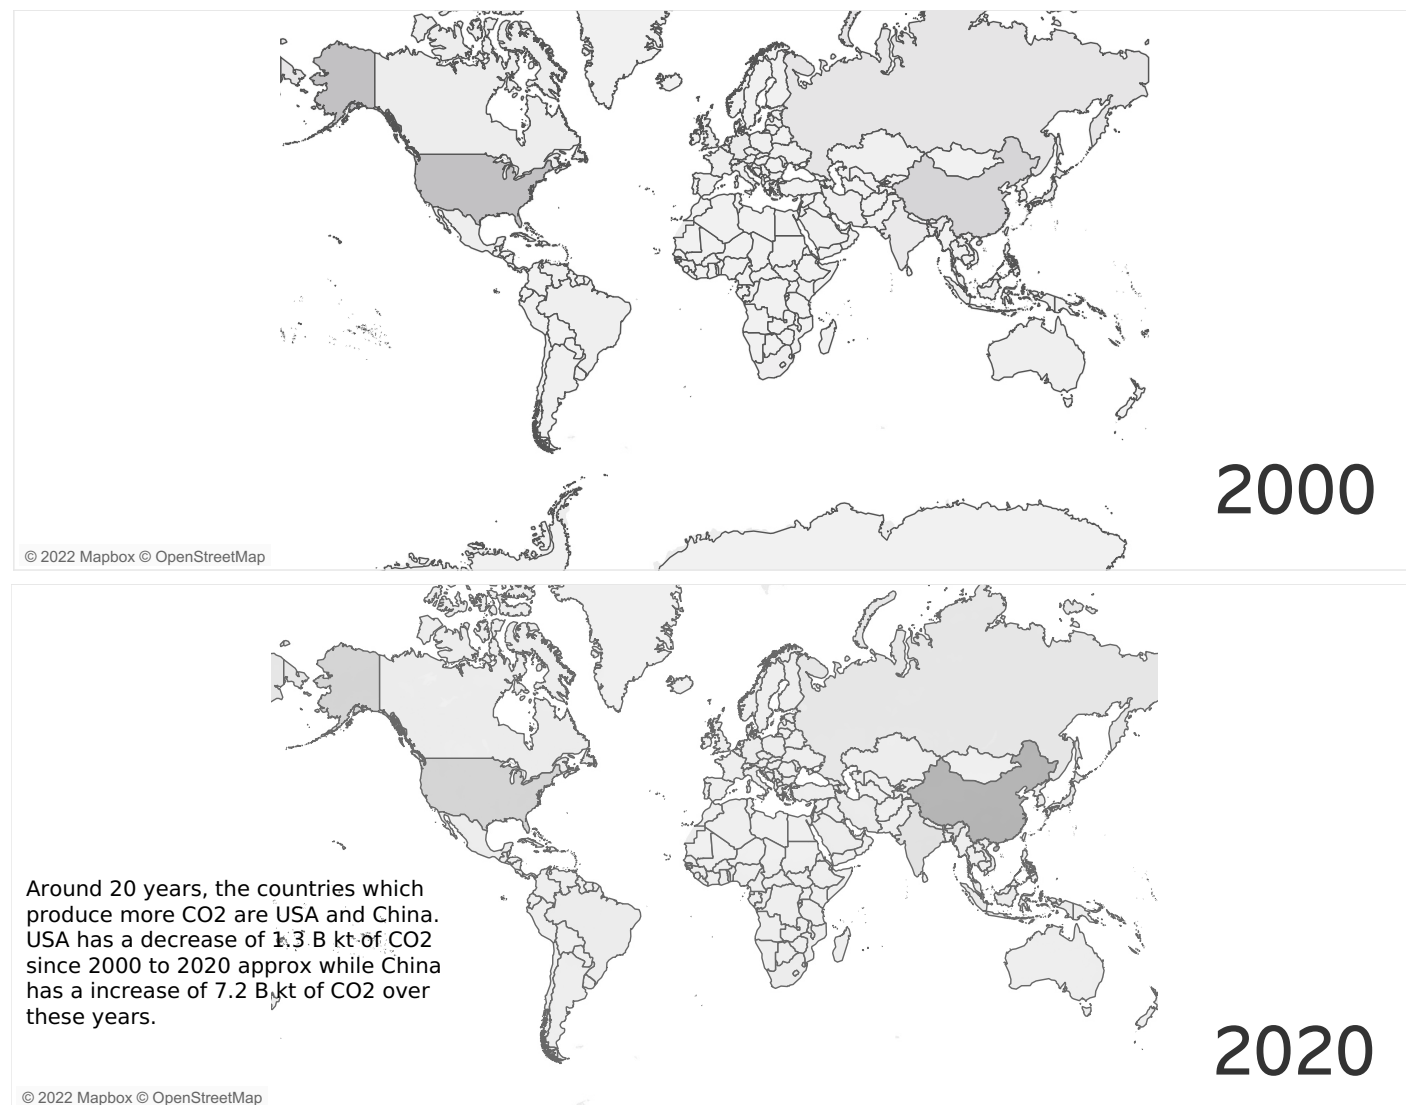 2000
© 2022 Mapbox © OpenStreetMap
Around 20 years, the countries which
produce more CO2 are USA and China.
USA has a decrease of 1.3 B kt of CO2
since 2000 to 2020 approx while China
has a increase of 7.2 B kt of CO2 over
these years.
2020
© 2022 Mapbox © OpenStreetMap